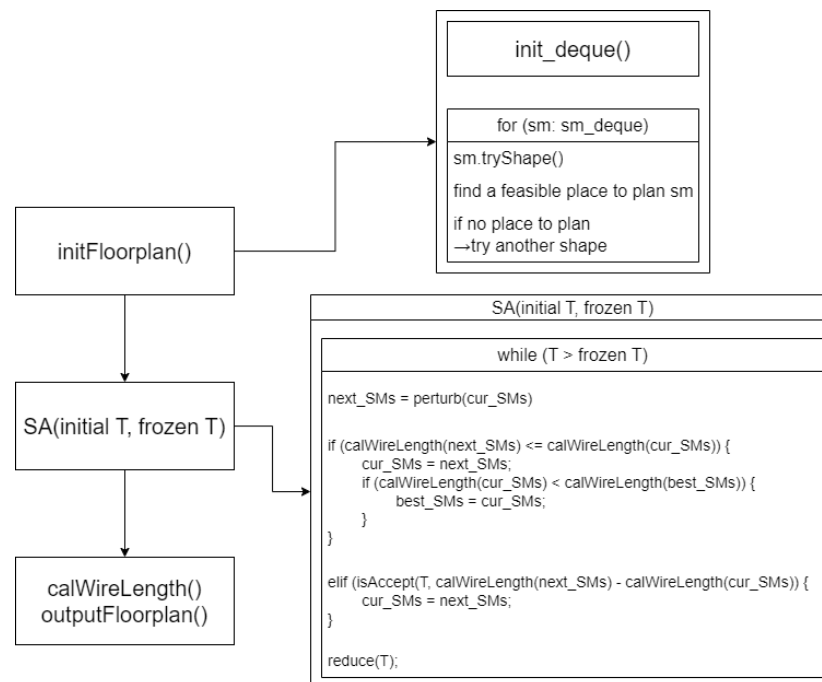 init_deque()
for (sm: sm_deque)
sm.tryShape()
find a feasible place to plan sm
if no place to plan
→try another shape
initFloorplan()
SA(initial T, frozen T)
calWireLength()
outputFloorplan()
SA(initial T, frozen T)
while (T > frozen T)
next_SMs = perturb(cur_SMs)
if (calWireLength(next_SMs) <= calWireLength(cur_SMs)) {
cur_SMs = next_SMs;
if (calWireLength(cur_SMs) < calWireLength(best_SMs)) {
best_SMs = cur_SMs;
}
}
elif (isAccept(T, calWireLength(next_SMs) - calWireLength(cur_SMs)) {
cur_SMs = next_SMs;
}
reduce(T);